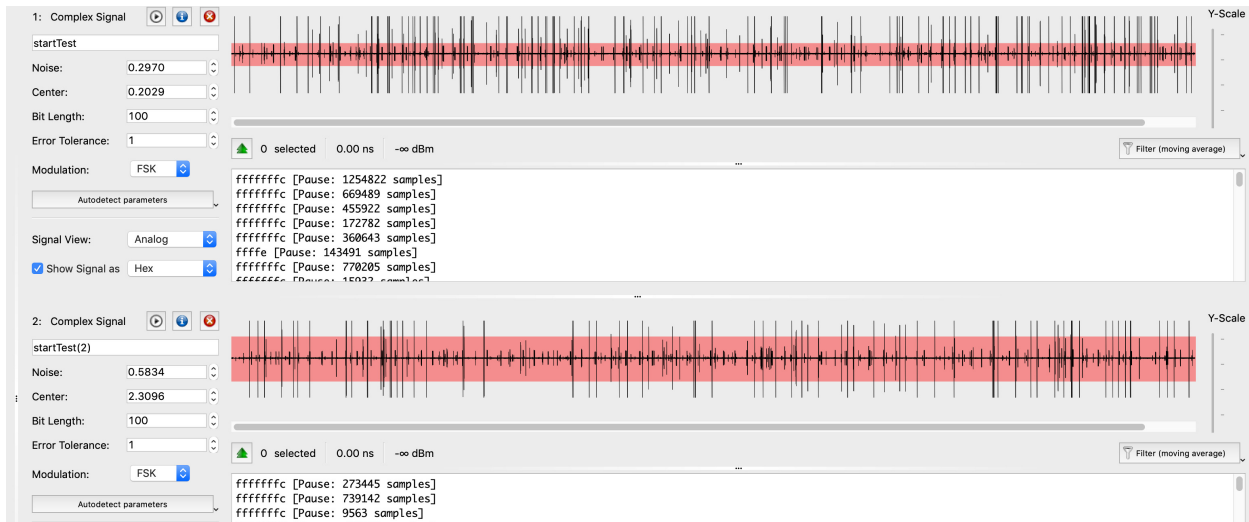 1: Complex Signal
Y-Scale
startTest
Noise: 0.2970
Center: 0.2029
Bit Length: 100
Error Tolerance: 1
0 selected 0.00 ns -∞ dBm Filter (moving average)
Modulation: FSK
Autodetect parameters
Signal View: Analog
Show Signal as Hex
fffffffc [Pause: 1254822 samples]
fffffffc [Pause: 669489 samples]
fffffffc [Pause: 455922 samples]
fffffffc [Pause: 172782 samples]
fffffffc [Pause: 360643 samples]
ffffe [Pause: 143491 samples]
fffffffc [Pause: 770205 samples]
fffffffc [Pause: 15932 samples]
2: Complex Signal
Y-Scale
startTest(2)
Noise: 0.5834
Center: 2.3096
Bit Length: 100
Error Tolerance: 1
0 selected 0.00 ns -∞ dBm Filter (moving average)
Modulation: FSK
Autodetect parameters
fffffffc [Pause: 273445 samples]
fffffffc [Pause: 739142 samples]
fffffffc [Pause: 9563 samples]